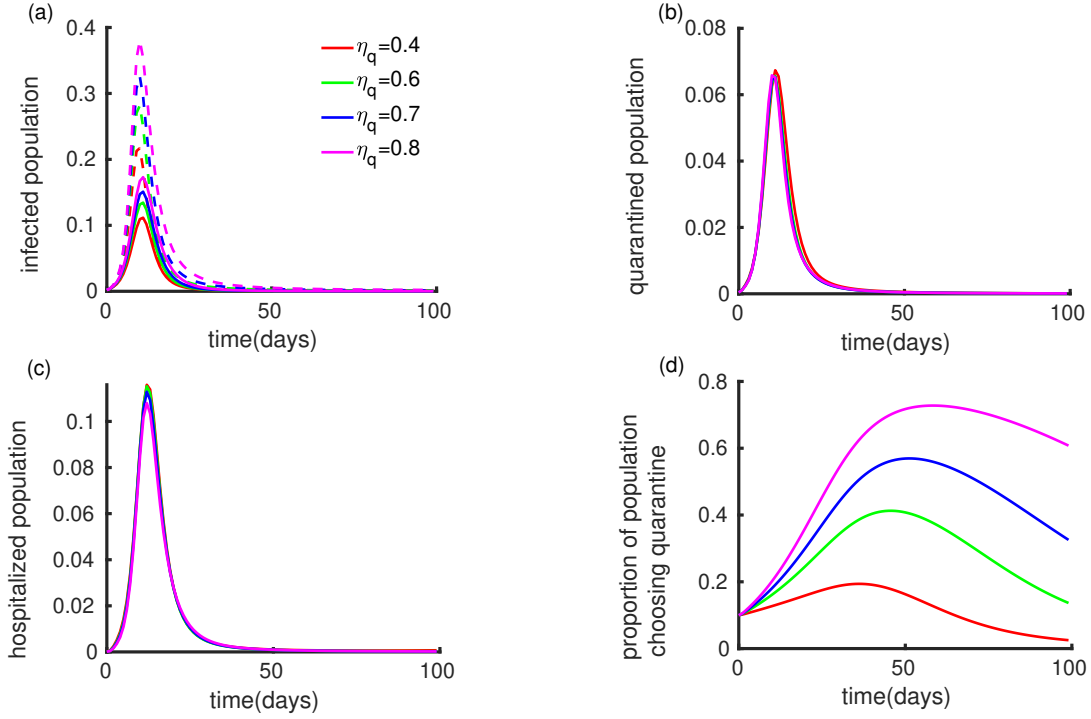 (a)
0.4
0.3
0.2
0.1
0
infected population
0
50
100
time(days)
ηq=0.4
ηq=0.6
ηq=0.7
ηq=0.8
(b)
0.08
0.06
0.04
0.02
0
quarantined population
0
50
100
time(days)
(c)
0.1
0.08
0.06
0.04
0.02
0
hospitalized population
0
50
100
time(days)
(d)
0.8
0.6
0.4
0.2
0
proportion of population
choosing quarantine
0
50
100
time(days)